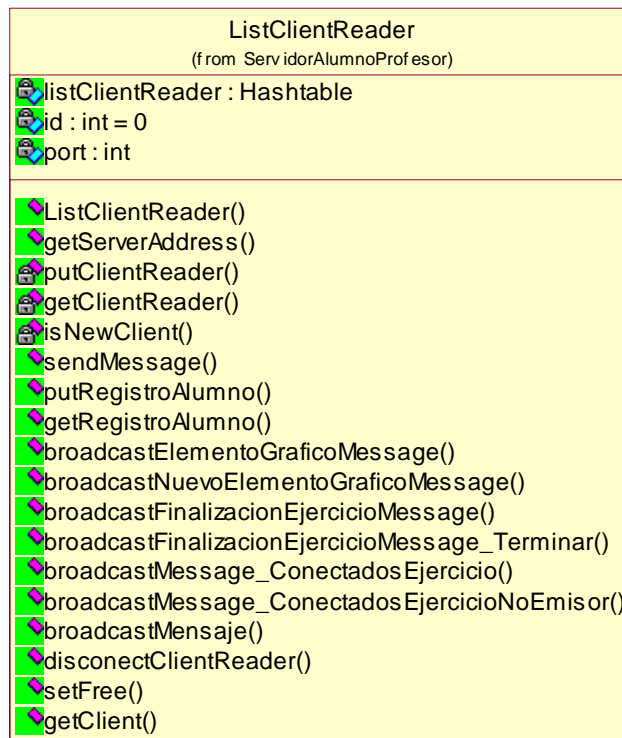 ListClientReader
(from ServidorAlumnoProfesor)
listClientReader : Hashtable
id : int = 0
port : int
ListClientReader()
getServerAddress()
putClientReader()
getClientReader()
isNewClient()
sendMessage()
putRegistroAlumno()
getRegistroAlumno()
broadcastElementoGraficoMessage()
broadcastNuevoElementoGraficoMessage()
broadcastFinalizacionEjercicioMessage()
broadcastFinalizacionEjercicioMessage_Terminar()
broadcastMessage_ConectadosEjercicio()
broadcastMessage_ConectadosEjercicioNoEmisor()
broadcastMensaje()
disconectClientReader()
setFree()
getClient()